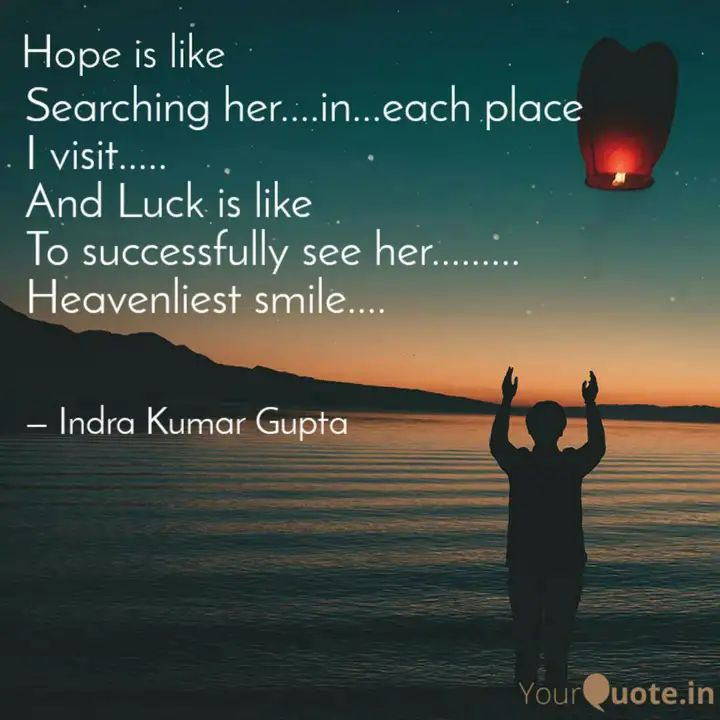 Hope is like
Searching her....in...each place
I visit.....
And Luck is like
To successfully see her.........
Heavenliest smile....
– Indra Kumar Gupta
YourQuote.in